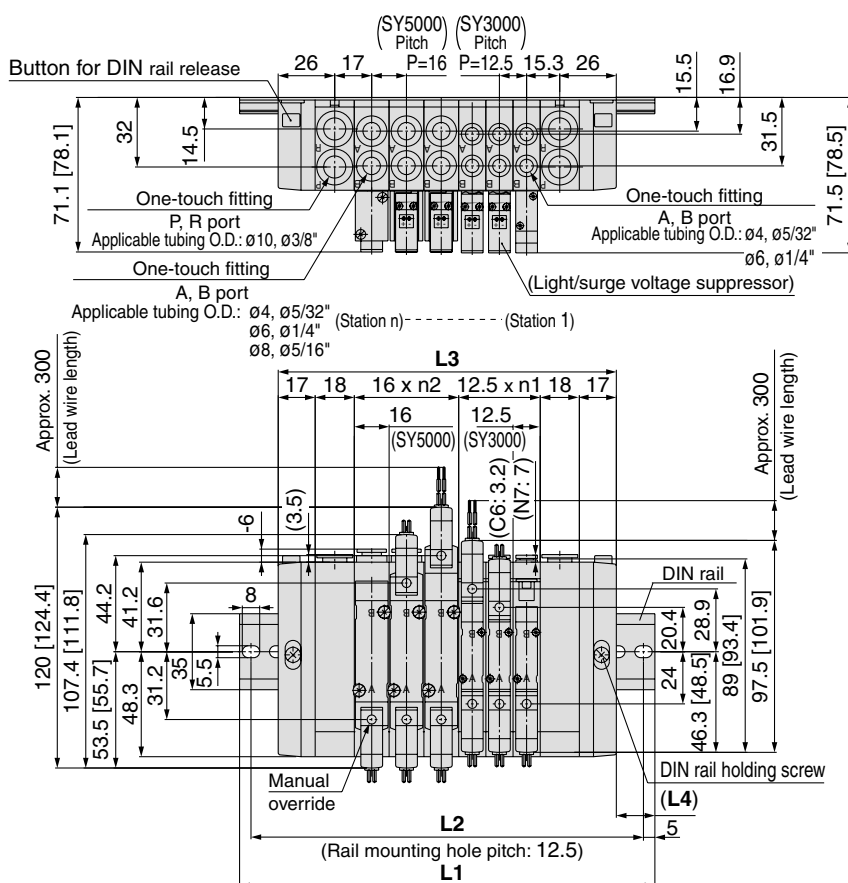 (SY5000) (SY3000)
Pitch Pitch
26 17 P=16 P=12.5 15.3 26
15.5
16.9
Button for DIN rail release
71.1 [78.1]
32
14.5
31.5
71.5 [78.5]
One-touch fitting
P, R port
Applicable tubing O.D.: ø10, ø3/8"
One-touch fitting
A, B port
Applicable tubing O.D.: ø4, ø5/32"
ø6, ø1/4"
(Light/surge voltage suppressor)
One-touch fitting
A, B port
Applicable tubing O.D.: ø4, ø5/32"
ø6, ø1/4"
ø8, ø5/16"
(Station n) (Station 1)
L3
17 18 16 x n2 12.5 x n1 18 17
16 12.5
(SY5000) (SY3000)
Approx. 300
(Lead wire length)
Approx. 300
(Lead wire length)
(C6: 3.2)
(N7: 7)
-6
(3.5)
120 [124.4]
107.4 [111.8]
53.5 [55.7]
44.2
41.2
48.3
31.6
31.2
8
35
5.5
B B B B B
A A A A A
DIN rail
20.4
28.9
24
46.3 [48.5]
89 [93.4]
97.5 [101.9]
Manual
override
DIN rail holding screw
(L4)
L2
5
(Rail mounting hole pitch: 12.5)
L1